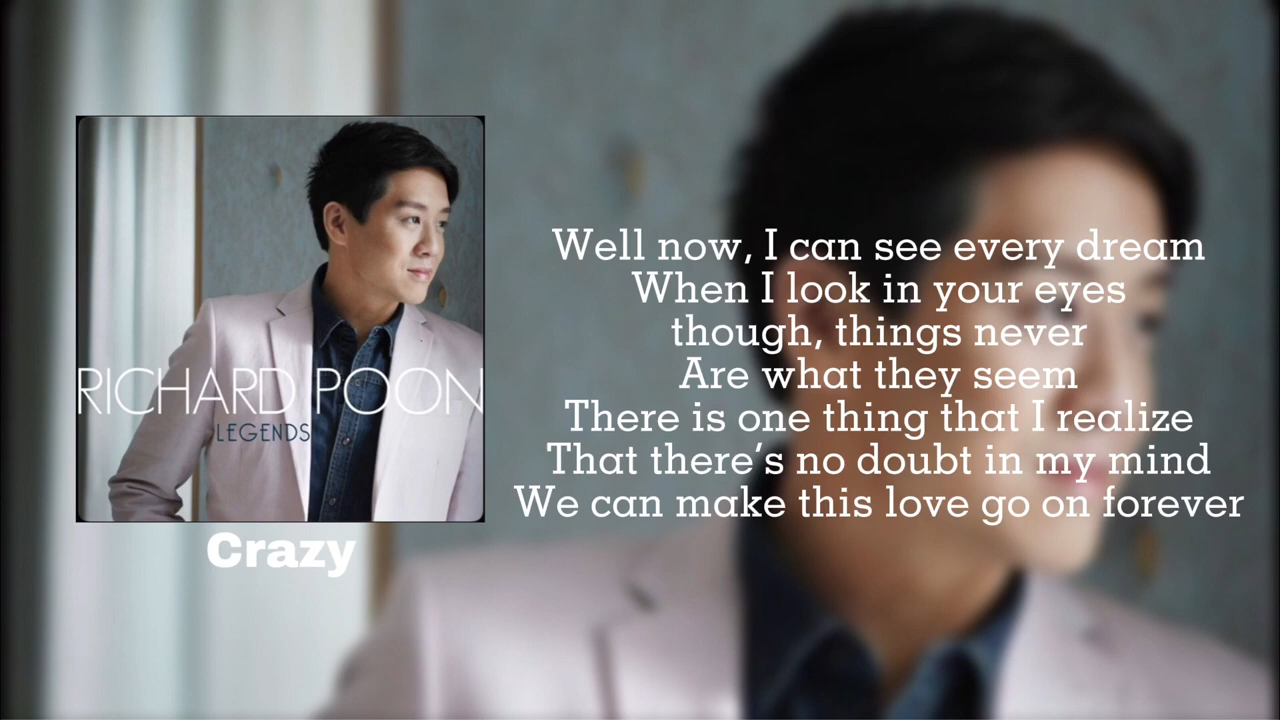 RICHARD POON
LEGENDS
Crazy
Well now, I can see every dream
When I look in your eyes
though, things never
Are what they seem
There is one thing that I realize
That there's no doubt in my mind
We can make this love go on forever